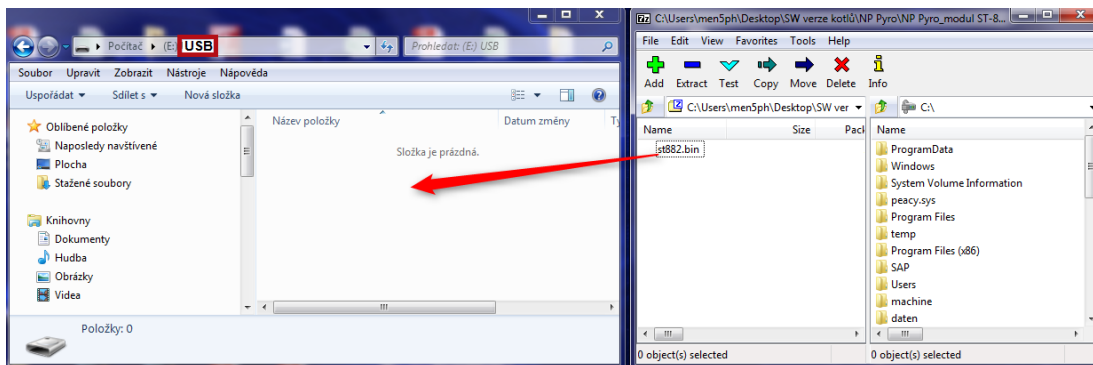 Počítač ▸ (E:) USB
Prohledat: (E:) USB
Soubor Upravit Zobrazit Nástroje Nápověda
Uspořádat Sdílet s Nová složka
Oblíbené položky
Naposledy navštívené
Plocha
Stažené soubory
Knihovny
Dokumenty
Hudba
Obrázky
Videa
Název položky Datum změny Ty
Složka je prázdná.
Položky: 0
C:\Users\men5ph\Desktop\SW verze kotlů\NP Pyro\NP Pyro_modul ST-8...
File Edit View Favorites Tools Help
Add Extract Test Copy Move Delete Info
C:\Users\men5ph\Desktop\SW ver
Name Size Pack
st882.bin
0 object(s) selected
C:\
Name
ProgramData
Windows
System Volume Information
peacy.sys
Program Files
temp
Program Files (x86)
SAP
Users
machine
daten
0 object(s) selected